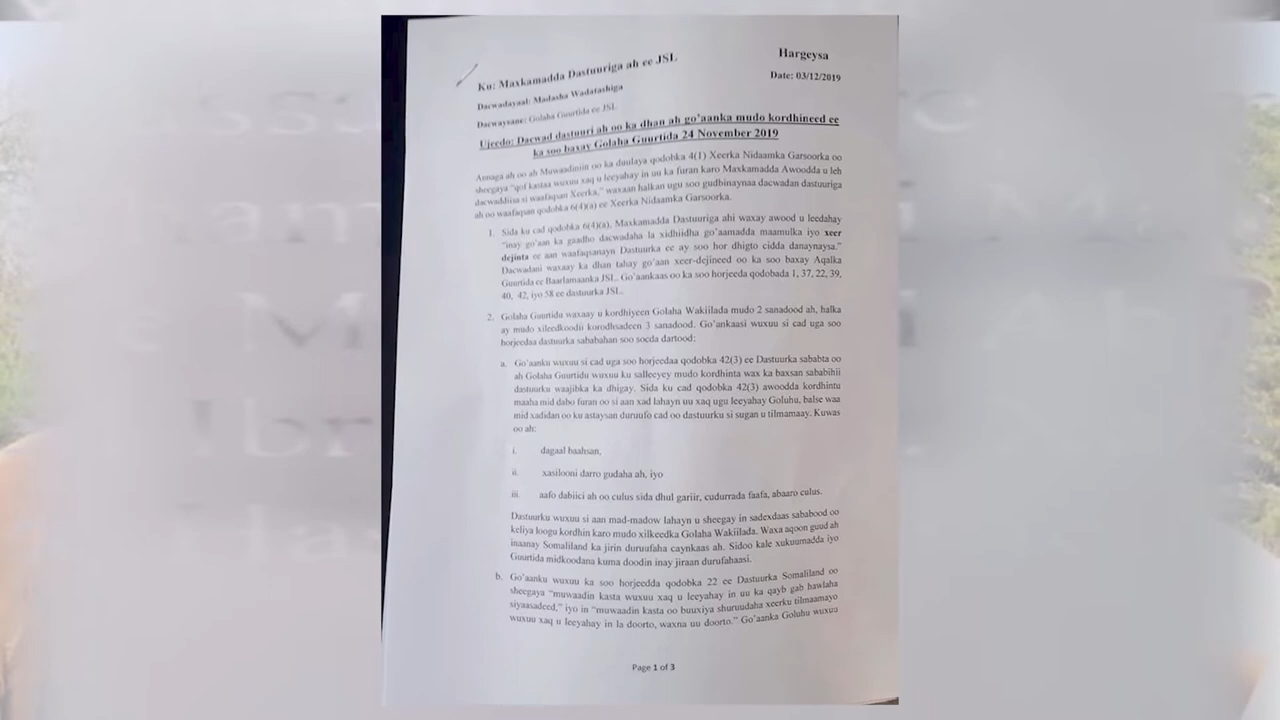 Hargeysa
Ku: Maxkamadda Dastuuriga ah ee JSL
Date: 03/12/2019
Dacwadayaal: Madasha Wadatashiga
Dacwaysane: Golaha Guurtida ee JSL
Ujeedo: Dacwad dastuuri ah oo ka dhan ah go'aanka mudo kordhineed ee
ka soo baxay Golaha Guurtida 24 November 2019
Annaga ah oo ah Muwaadiniin oo ka duulaya qodobka 4(1) Xeerka Nidaamka Garsoorka oo
sheegaya "qof kastaa wuxuu xaq u leeyahay in uu ka furan karo Maxkamadda Awoodda u leh
dacwaddiisa si waafaqsan Xeerka," waxaan halkan ugu soo gudbinaynaa dacwadan dastuuriga
ah oo waafaqsan qodobka 6(4)(a) ee Xeerka Nidaamka Garsoorka.
1. Sida ku cad qodobka 6(4)(a), Maxkamadda Dastuuriga ahi waxay awood u leedahay
"inay go'aan ka gaadho dacwadaha la xidhiidha go'aamadda maamulka iyo xeer
dejinta ee aan waafaqsanayn Dastuurka ee ay soo hor dhigto cidda danaynaysa."
Dacwadani waxaay ka dhan tahay go'aan xeer-dejineed oo ka soo baxay Aqalka
Guurtida ee Baarlamaanka JSL. Go'aankaas oo ka soo horjeeda qodobada 1, 37, 22, 39,
40, 42, iyo 58 ee dastuurka JSL.
2. Golaha Guurtidu waxaay u kordhiyeen Golaha Wakiilada mudo 2 sanadood ah, halka
ay mudo xileedkoodii korodhsadeen 3 sanadood. Go'ankaasi wuxuu si cad uga soo
horjeedaa dastuurka sababahan soo socda dartood:
a. Go'aanku wuxuu si cad uga soo horjeedaa qodobka 42(3) ee Dastuurka sababta oo
ah Golaha Guurtidu wuxuu ku salleeyey mudo kordhinta wax ka baxsan sababihii
dastuurku waajibka ka dhigay. Sida ku cad qodobka 42(3) awoodda kordhintu
maaha mid dabo furan oo si aan xad lahayn uu xaq ugu leeyahay Goluhu, balse waa
mid xadidan oo ku astaysan duruufo cad oo dastuurku si sugan u tilmamaay. Kuwas
oo ah:
i. dagaal baahsan,
ii. xasilooni darro gudaha ah, iyo
iii. aafo dabiici ah oo culus sida dhul gariir, cudurrada faafa, abaaro culus.
Dastuurku wuxuu si aan mad-madow lahayn u sheegay in sadexdaas sababood oo
keliya loogu kordhin karo mudo xilkeedka Golaha Wakiilada. Waxa aqoon guud ah
inaanay Somaliland ka jirin duruufaha caynkaas ah. Sidoo kale xukuumadda iyo
Guurtida midkoodana kuma doodin inay jiraan durufahaasi.
b. Go'aanku wuxuu ka soo horjeedda qodobka 22 ee Dastuurka Somaliland oo
sheegaya "muwaadin kasta wuxuu xaq u leeyahay in uu ka qayb gab hawlaha
siyaasadeed," iyo in "muwaadin kasta oo buuxiya shuruudaha xeerku tilmaamayo
wuxuu xaq u leeyahay in la doorto, waxna uu doorto." Go'aanka Goluhu wuxuu
Page 1 of 3